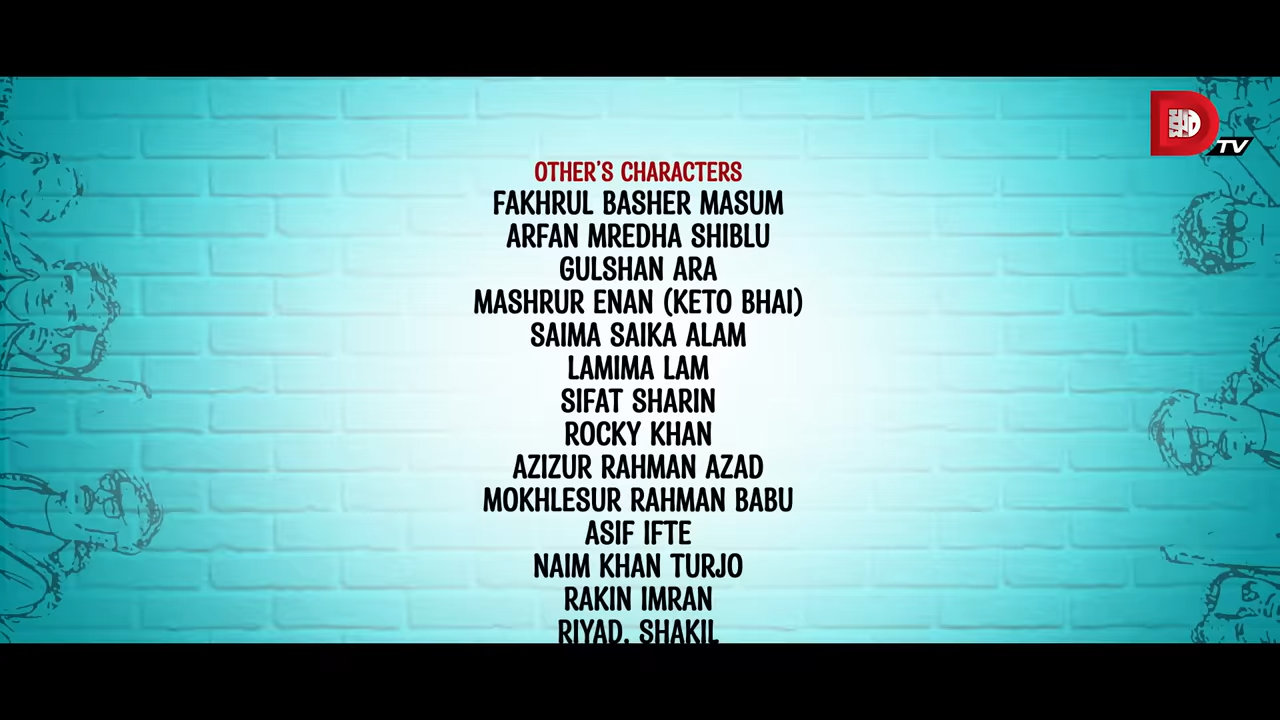 OTHER'S CHARACTERS
FAKHRUL BASHER MASUM
ARFAN MREDHA SHIBLU
GULSHAN ARA
MASHRUR ENAN (KETO BHAI)
SAIMA SAIKA ALAM
LAMIMA LAM
SIFAT SHARIN
ROCKY KHAN
AZIZUR RAHMAN AZAD
MOKHLESUR RAHMAN BABU
ASIF IFTE
NAIM KHAN TURJO
RAKIN IMRAN
RIYAD, SHAKIL
D TV